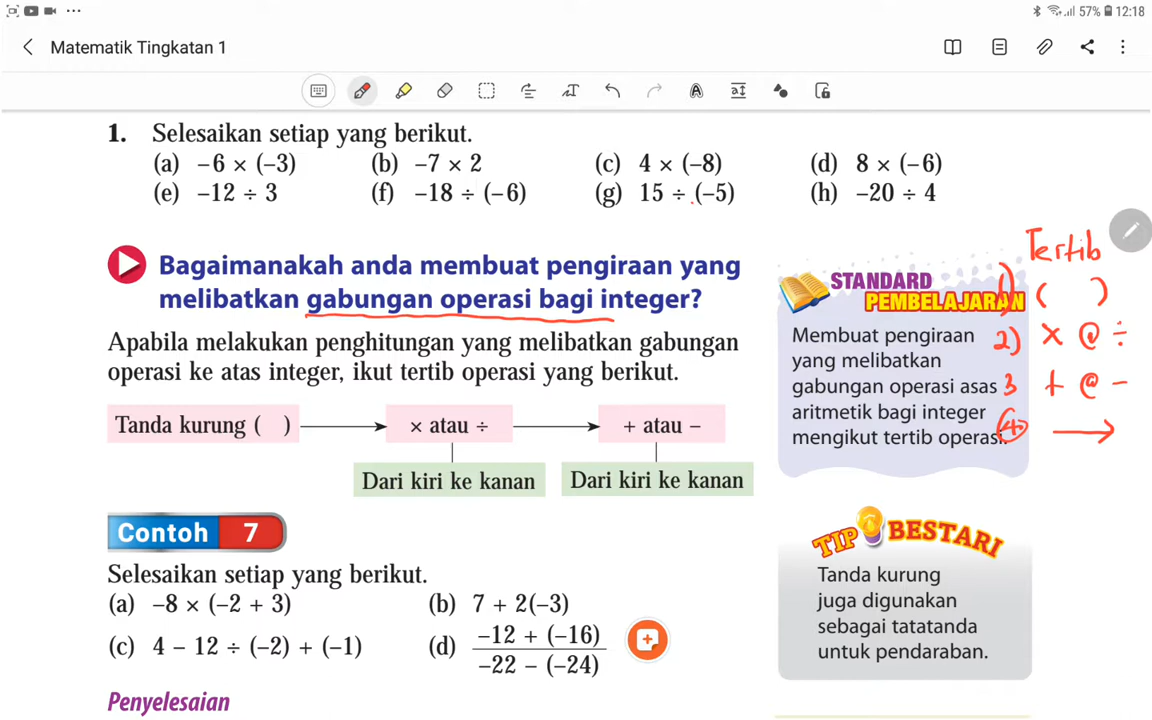 57% 12:18
Matematik Tingkatan 1
1. Selesaikan setiap yang berikut.
(a) −6 × (−3) (b) −7 × 2 (c) 4 × (−8) (d) 8 × (−6)
(e) −12 ÷ 3 (f) −18 ÷ (−6) (g) 15 ÷ (−5) (h) −20 ÷ 4
Bagaimanakah anda membuat pengiraan yang
melibatkan gabungan operasi bagi integer?
Apabila melakukan penghitungan yang melibatkan gabungan
operasi ke atas integer, ikut tertib operasi yang berikut.
Tanda kurung ( ) × atau ÷ + atau −
Dari kiri ke kanan Dari kiri ke kanan
Contoh 7
Selesaikan setiap yang berikut.
(a) −8 × (−2 + 3) (b) 7 + 2(−3)
(c) 4 − 12 ÷ (−2) + (−1) (d) −12 + (−16)
−22 − (−24)
Penyelesaian
STANDARD
PEMBELAJARAN
Membuat pengiraan
yang melibatkan
gabungan operasi asas
aritmetik bagi integer
mengikut tertib operasi.
Tertib
1) ( )
2) × @ ÷
3 + @ −
4 →
TIP BESTARI
Tanda kurung
juga digunakan
sebagai tatatanda
untuk pendaraban.